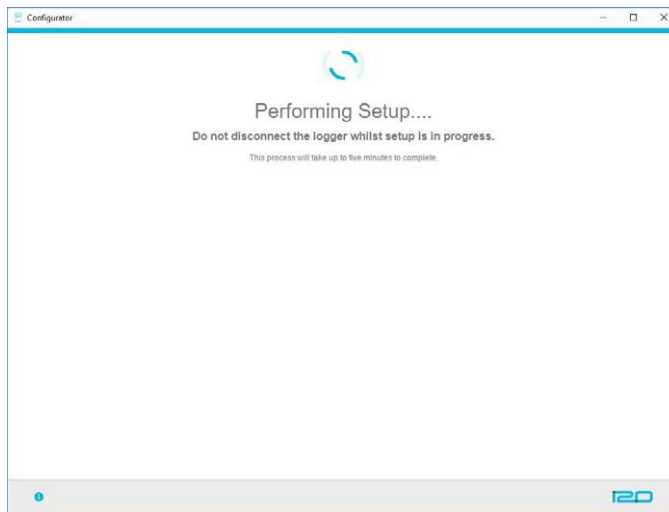 Configurator
Performing Setup....
Do not disconnect the logger whilst setup is in progress.
This process will take up to five minutes to complete.
i2O